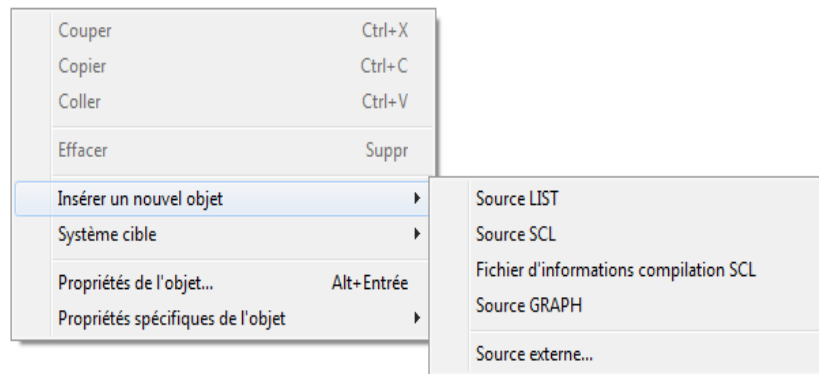 Couper Ctrl+X
Copier Ctrl+C
Coller Ctrl+V
Effacer Suppr
Insérer un nouvel objet
Système cible
Propriétés de l'objet... Alt+Entrée
Propriétés spécifiques de l'objet
Source LIST
Source SCL
Fichier d'informations compilation SCL
Source GRAPH
Source externe...